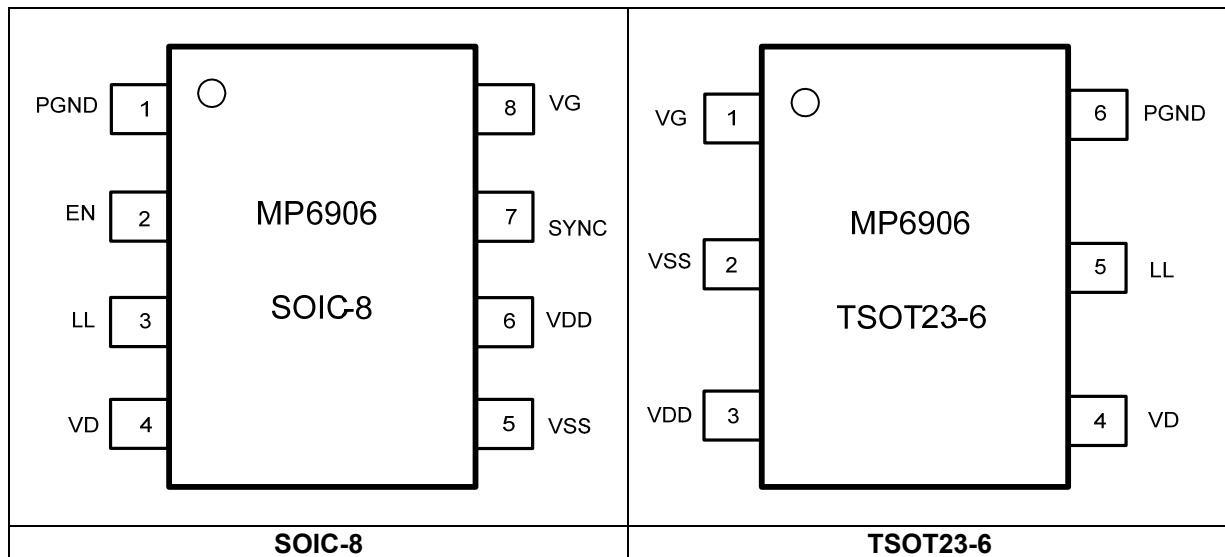 PGND 1 8 VG
EN 2 7 SYNC
MP6906
SOIC-8
LL 3 6 VDD
VD 4 5 VSS
SOIC-8
VG 1 6 PGND
VSS 2 5 LL
MP6906
TSOT23-6
VDD 3 4 VD
TSOT23-6